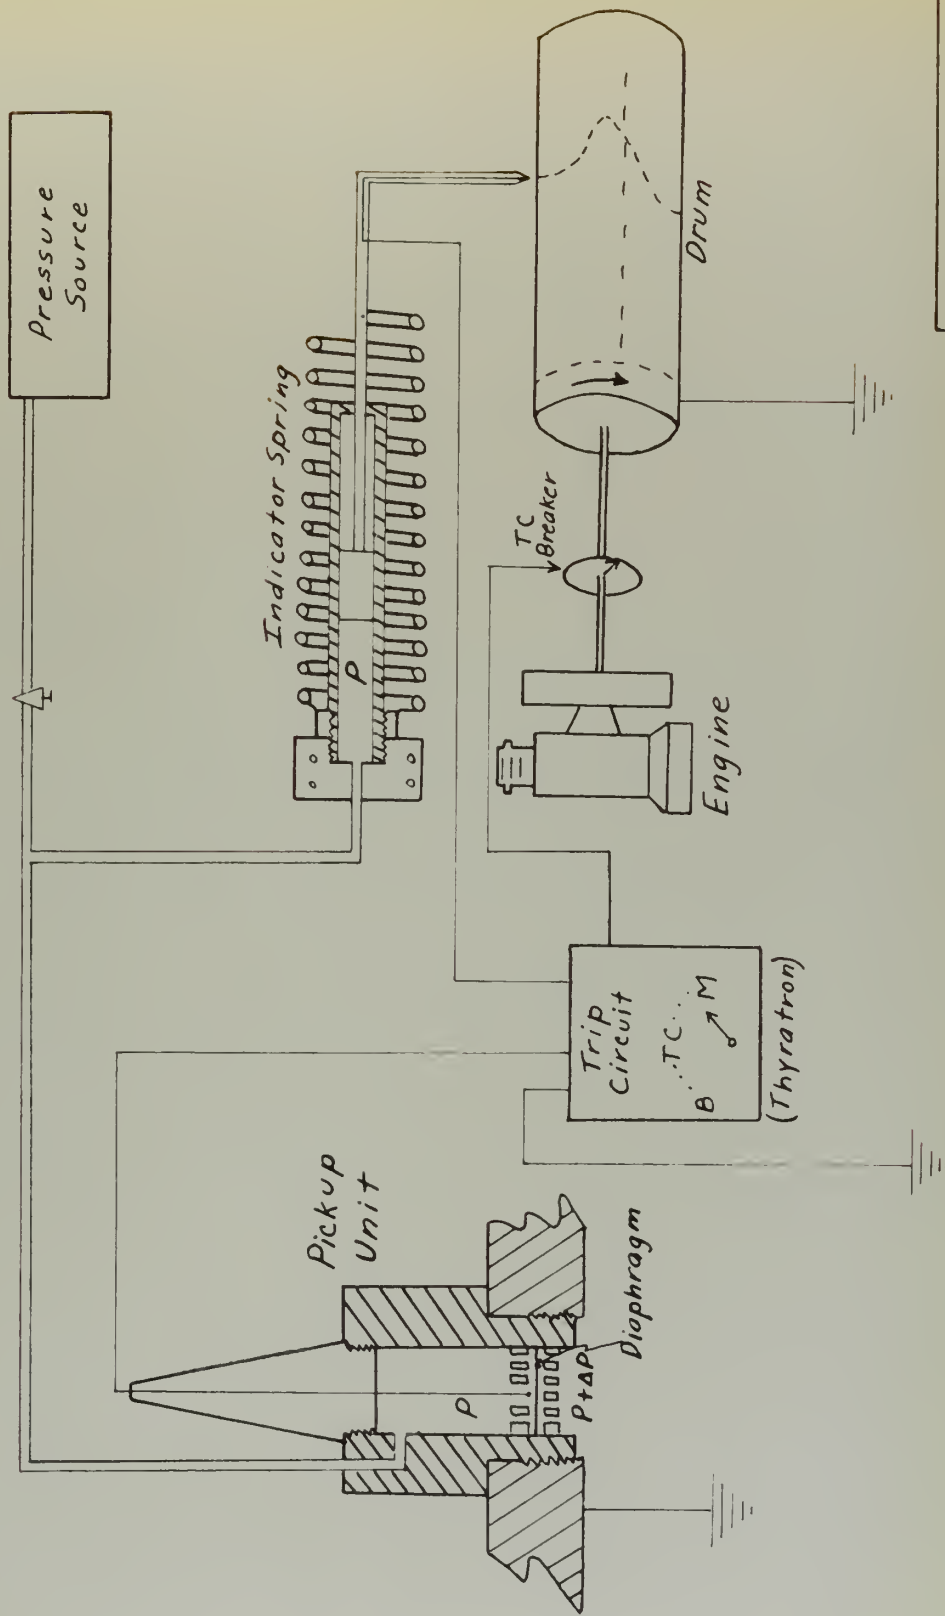 Pressure
Source
Indicator Spring
P
TC
Breaker
Drum
Engine
Pickup
Unit
P
P+ΔP
Diaphragm
Trip
Circuit
B ... TC ... M
(Thyratron)